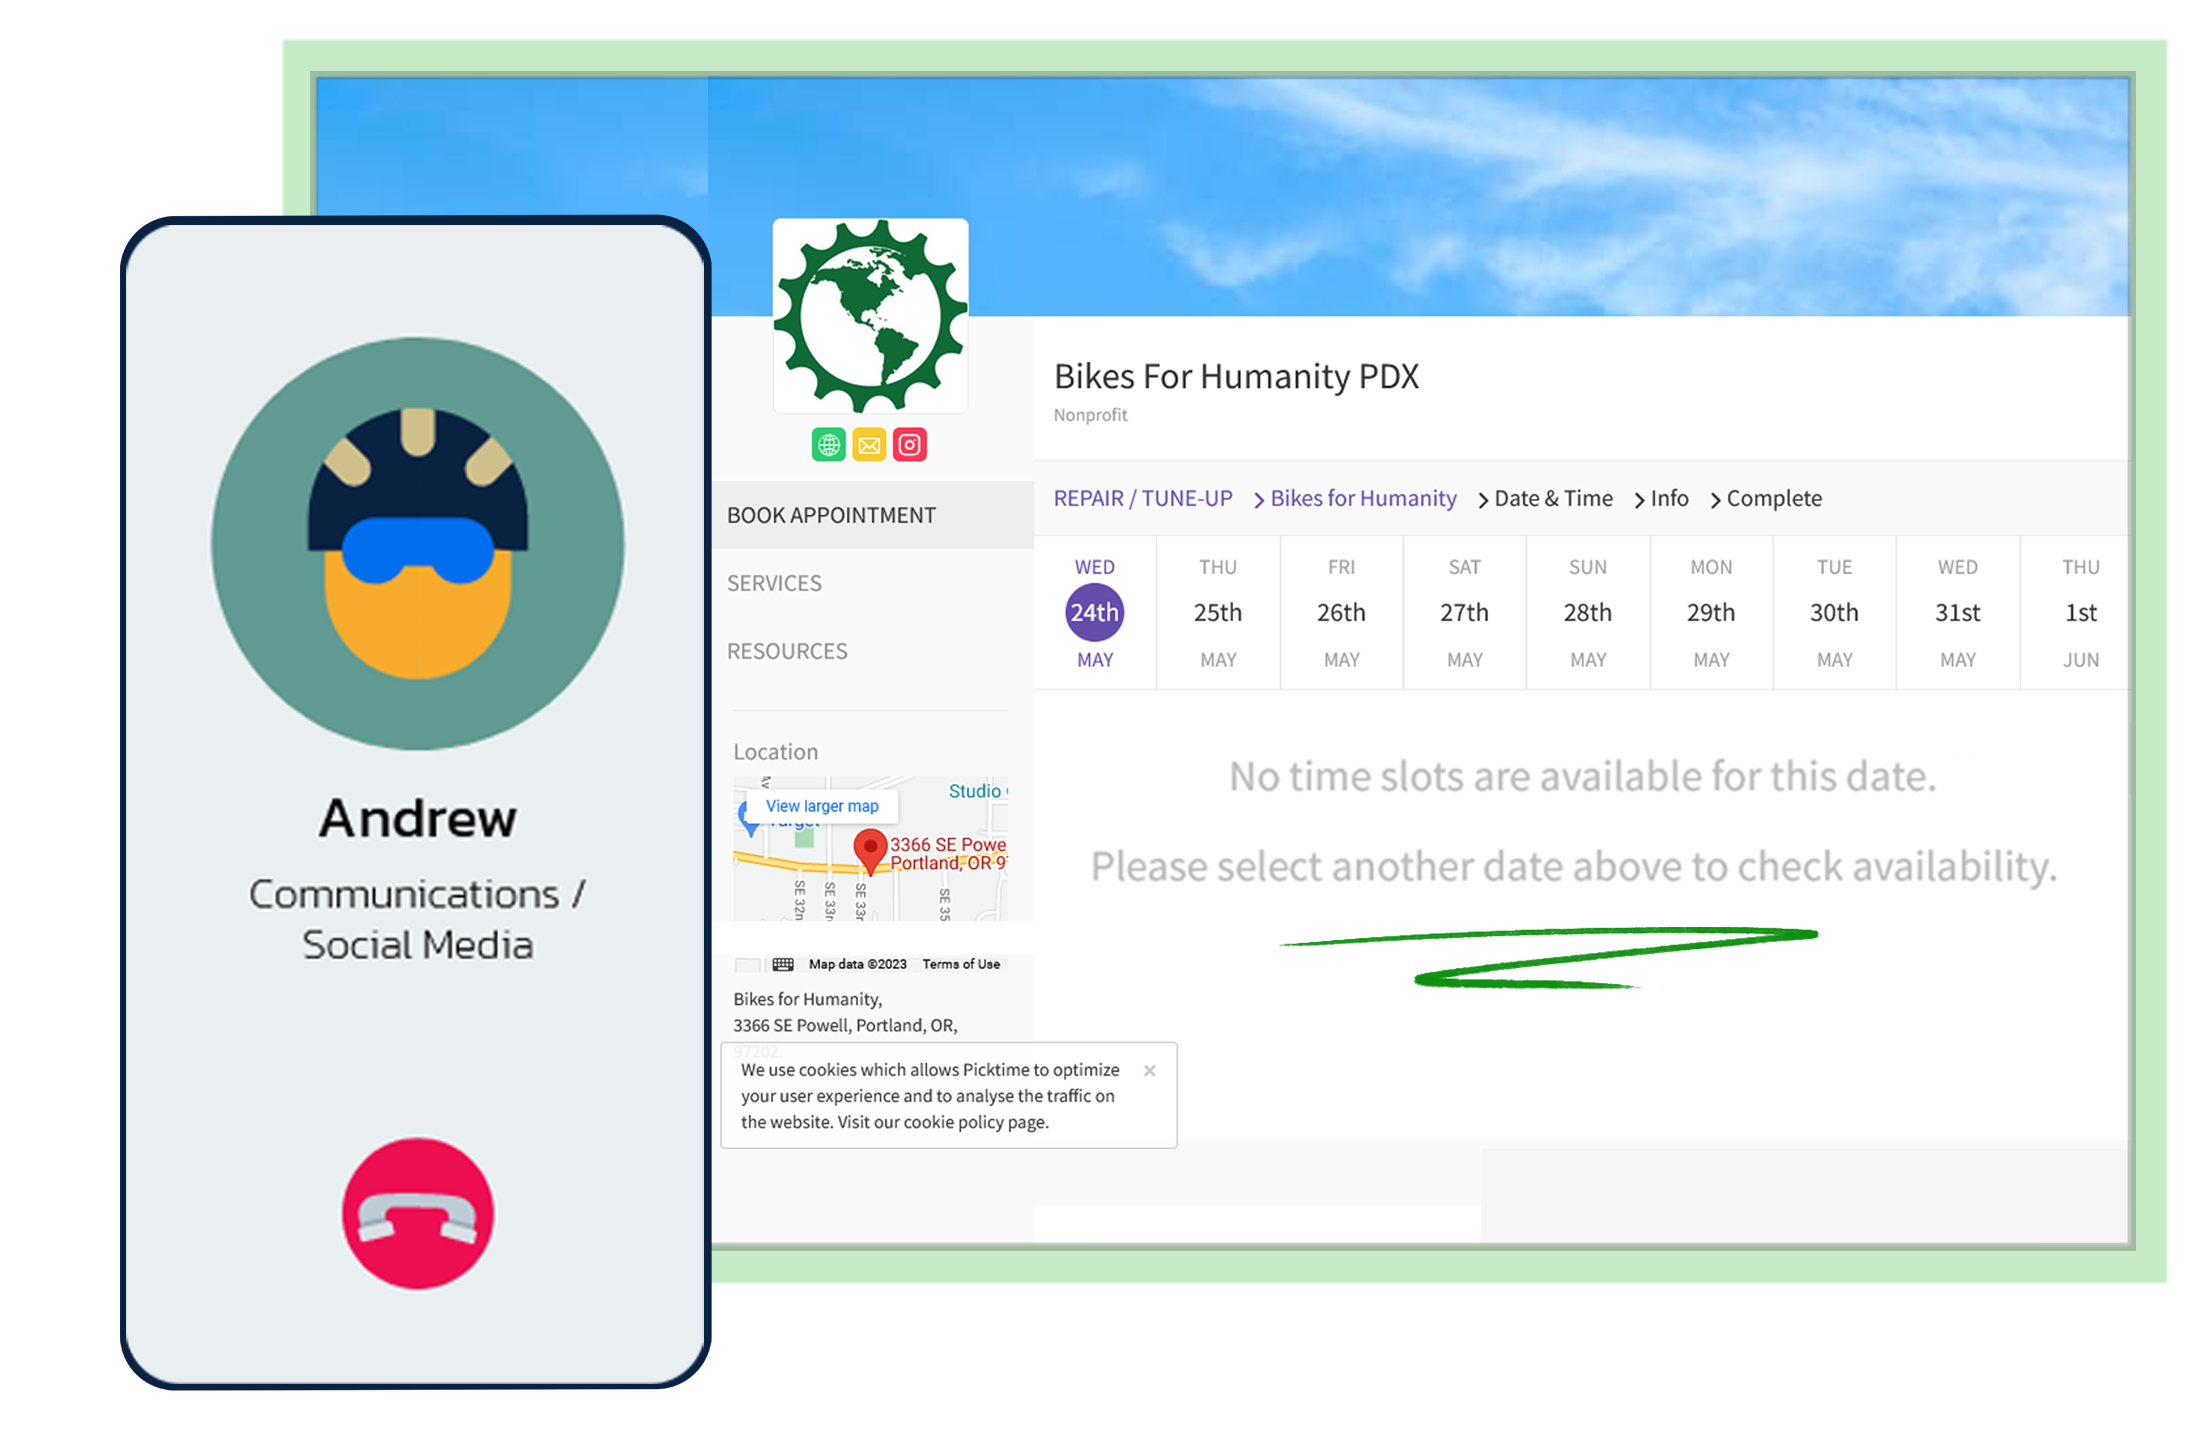 Andrew
Communications /
Social Media
BOOK APPOINTMENT
SERVICES
RESOURCES
Location
View larger map
Target
Studio
3366 SE Powe
Portland, OR 9
SE 32n
SE 33r
SE 33r
SE 35
Map data ©2023 Terms of Use
Bikes for Humanity,
3366 SE Powell, Portland, OR,
97202.
We use cookies which allows Picktime to optimize
your user experience and to analyse the traffic on
the website. Visit our cookie policy page.
Bikes For Humanity PDX
Nonprofit
REPAIR / TUNE-UP > Bikes for Humanity > Date & Time > Info > Complete
WED THU FRI SAT SUN MON TUE WED THU
24th 25th 26th 27th 28th 29th 30th 31st 1st
MAY MAY MAY MAY MAY MAY MAY MAY JUN
No time slots are available for this date.
Please select another date above to check availability.